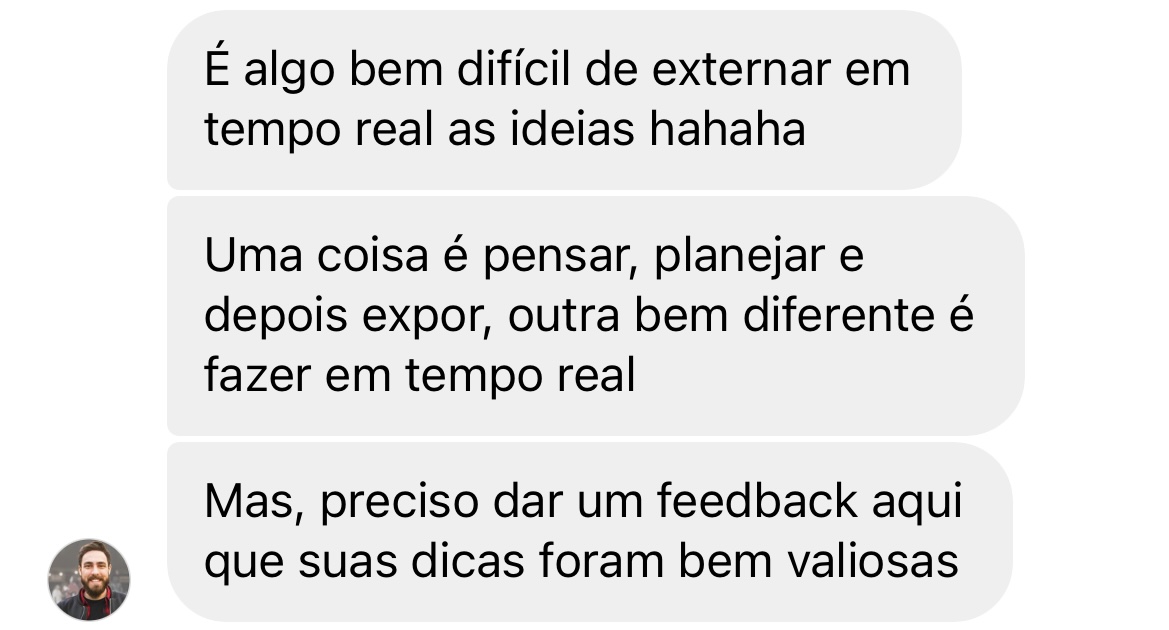 É algo bem difícil de externar em
tempo real as ideias hahaha
Uma coisa é pensar, planejar e
depois expor, outra bem diferente é
fazer em tempo real
Mas, preciso dar um feedback aqui
que suas dicas foram bem valiosas